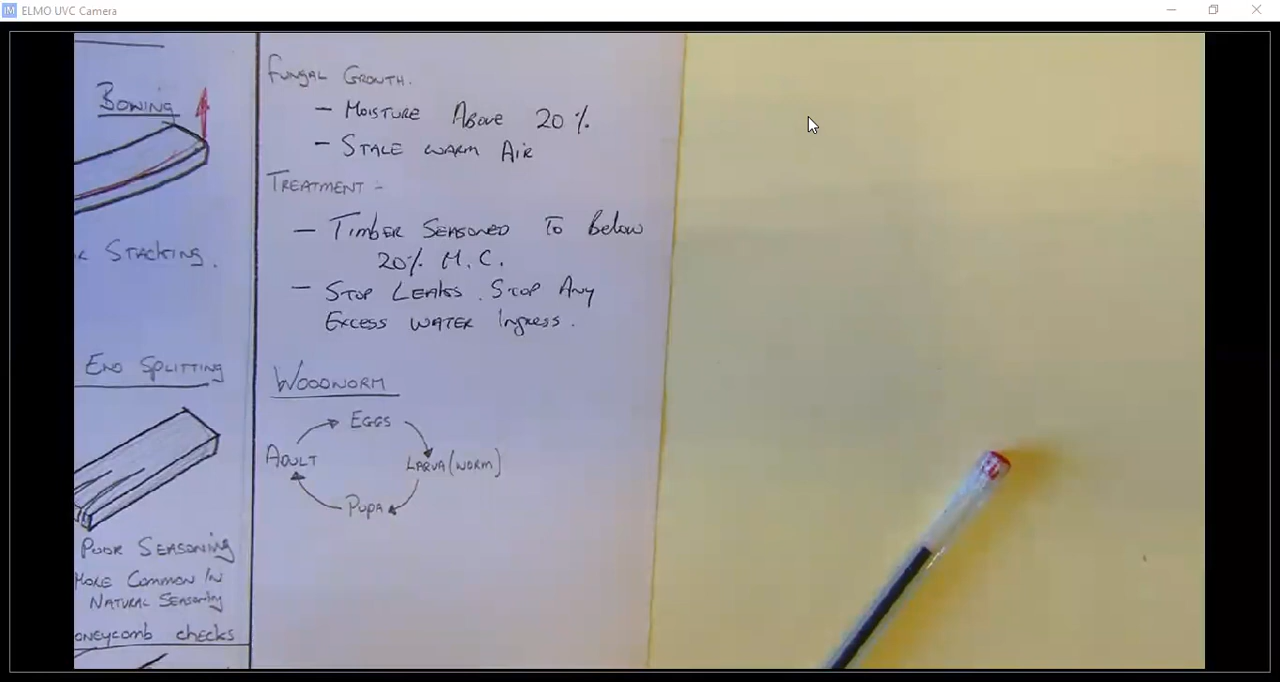 ELMO UVC Camera
BOWING
STACKING.
END SPLITTING
POOR SEASONING
MORE COMMON IN
NATURAL SEASONING
ONEYCOMB CHECKS
FUNGAL GROWTH.
- MOISTURE ABOVE 20%
- STALE WARM AIR
TREATMENT -
- TIMBER SEASONED TO BELOW
20% M.C.
- STOP LEAKS. STOP ANY
EXCESS WATER INGRESS.
WOODWORM
EGGS
ADULT
LARVA (WORM)
PUPA